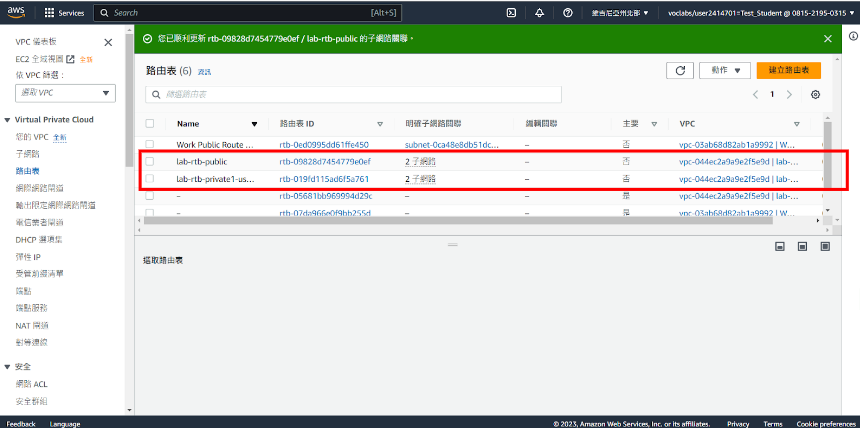 aws
Services
Search
[Alt+S]
維吉尼亞州北部
voclabs/user2414701=Test_Student @ 0815-2195-0315
VPC 儀表板
EC2 全域視圖 全新
依 VPC 篩選：
選取 VPC
Virtual Private Cloud
您的 VPC 全新
子網路
路由表
網際網路閘道
輸出限定網際網路閘道
電信業者閘道
DHCP 選項集
彈性 IP
受管前綴清單
端點
端點服務
NAT 閘道
對等連線
安全
網路 ACL
安全群組
您已順利更新 rtb-09828d7454779e0ef / lab-rtb-public 的子網路關聯。
路由表 (6) 資訊
動作
建立路由表
篩選路由表
1
Name 路由表 ID 明確子網路關聯 邊緣關聯 主要 VPC
Work Public Route ... rtb-0ed0995dd61ffe450 subnet-0ca48e8db51dc... – 否 vpc-03ab68d82ab1a9992 | W...
lab-rtb-public rtb-09828d7454779e0ef 2 子網路 – 否 vpc-044ec2a9a9e2f5e9d | lab-...
lab-rtb-private1-us... rtb-019fd115ad6f5a761 2 子網路 – 否 vpc-044ec2a9a9e2f5e9d | lab-...
– rtb-05681bb969994d29c – – 是 vpc-044ec2a9a9e2f5e9d | lab-...
– rtb-07da966e0f9bb255d – – 是 vpc-03ab68d82ab1a9992 | W...
選取路由表
Feedback Language © 2023, Amazon Web Services, Inc. or its affiliates. Privacy Terms Cookie preferences